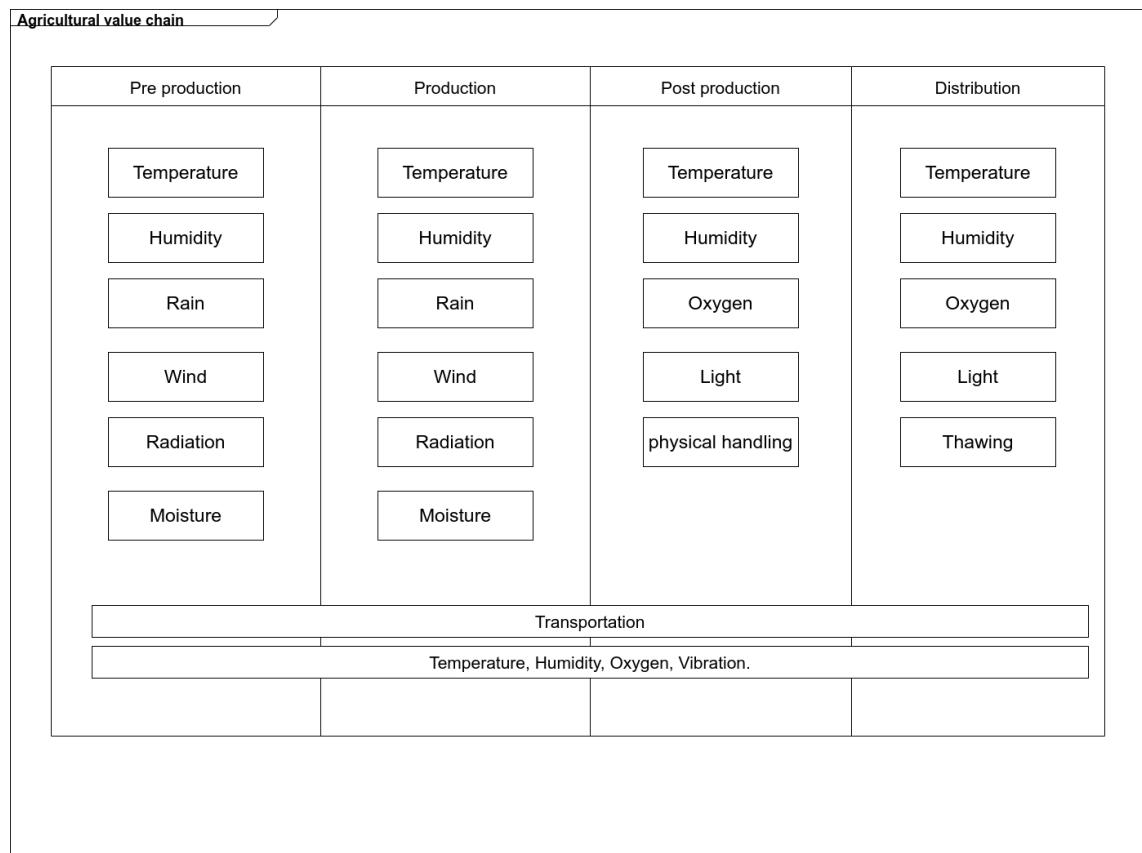 Agricultural value chain
Pre production
Production
Post production
Distribution
Temperature
Temperature
Temperature
Temperature
Humidity
Humidity
Humidity
Humidity
Rain
Rain
Oxygen
Oxygen
Wind
Wind
Light
Light
Radiation
Radiation
physical handling
Thawing
Moisture
Moisture
Transportation
Temperature, Humidity, Oxygen, Vibration.